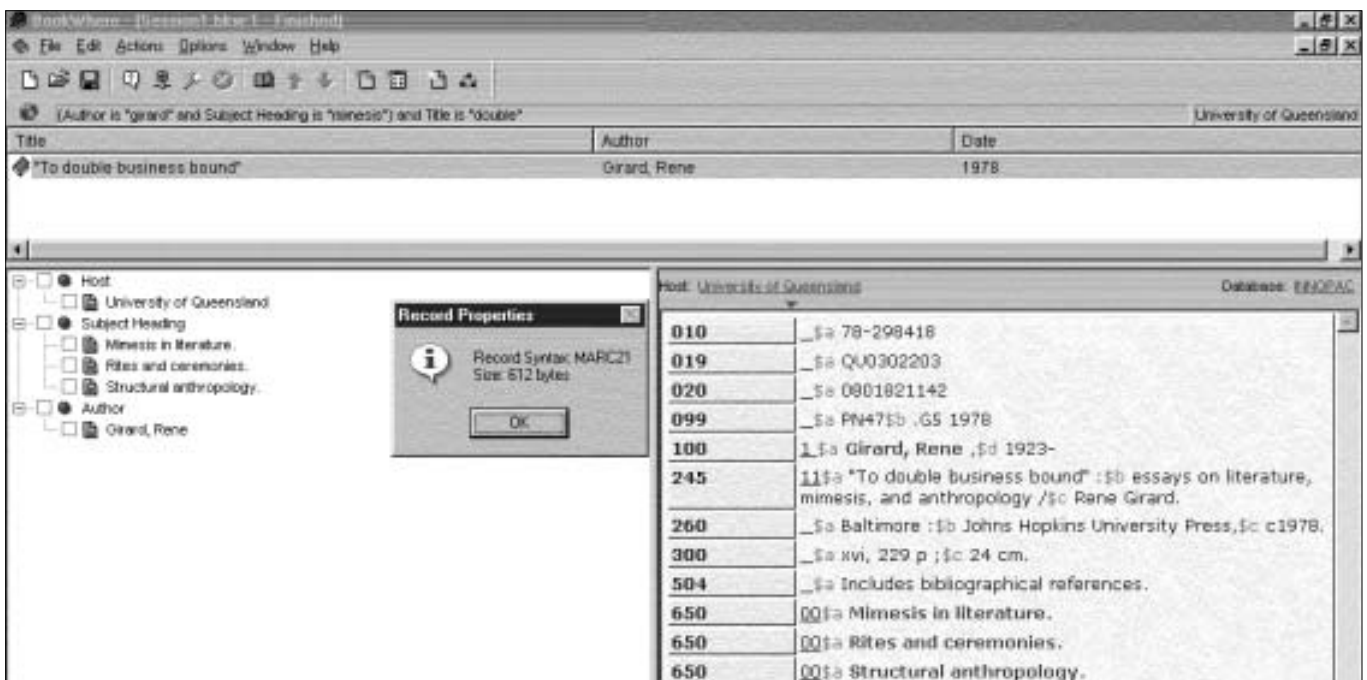 BookWhere - [Session1.bkw:1 - Finished]
File Edit Actions Options Window Help
(Author is "girard" and Subject Heading is "mimesis") and Title is "double" University of Queensland
Title Author Date
"To double business bound" Girard, Rene 1978
Host
University of Queensland
Subject Heading
Mimesis in literature.
Rites and ceremonies.
Structural anthropology.
Author
Girard, Rene
Record Properties
Record Syntax: MARC21
Size: 612 bytes
OK
Host: University of Queensland Database: INNOPAC
010 _$a 78-298418
019 _$a QU0302203
020 _$a 0801821142
099 _$a PN47$b .G5 1978
100 1_$a Girard, Rene ,$d 1923-
245 11$a "To double business bound" :$b essays on literature,
mimesis, and anthropology /$c Rene Girard.
260 _$a Baltimore :$b Johns Hopkins University Press,$c c1978.
300 _$a xvi, 229 p ;$c 24 cm.
504 _$a Includes bibliographical references.
650 00$a Mimesis in literature.
650 00$a Rites and ceremonies.
650 00$a Structural anthropology.